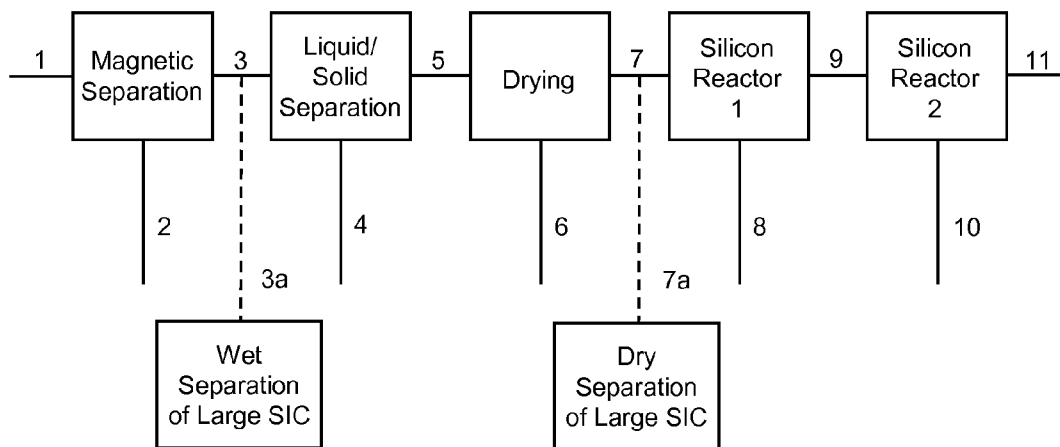 1
Magnetic
Separation
3
Liquid/
Solid
Separation
5
Drying
7
Silicon
Reactor
1
9
Silicon
Reactor
2
11
2
4
6
8
10
3a
7a
Wet
Separation
of Large SIC
Dry
Separation
of Large SIC